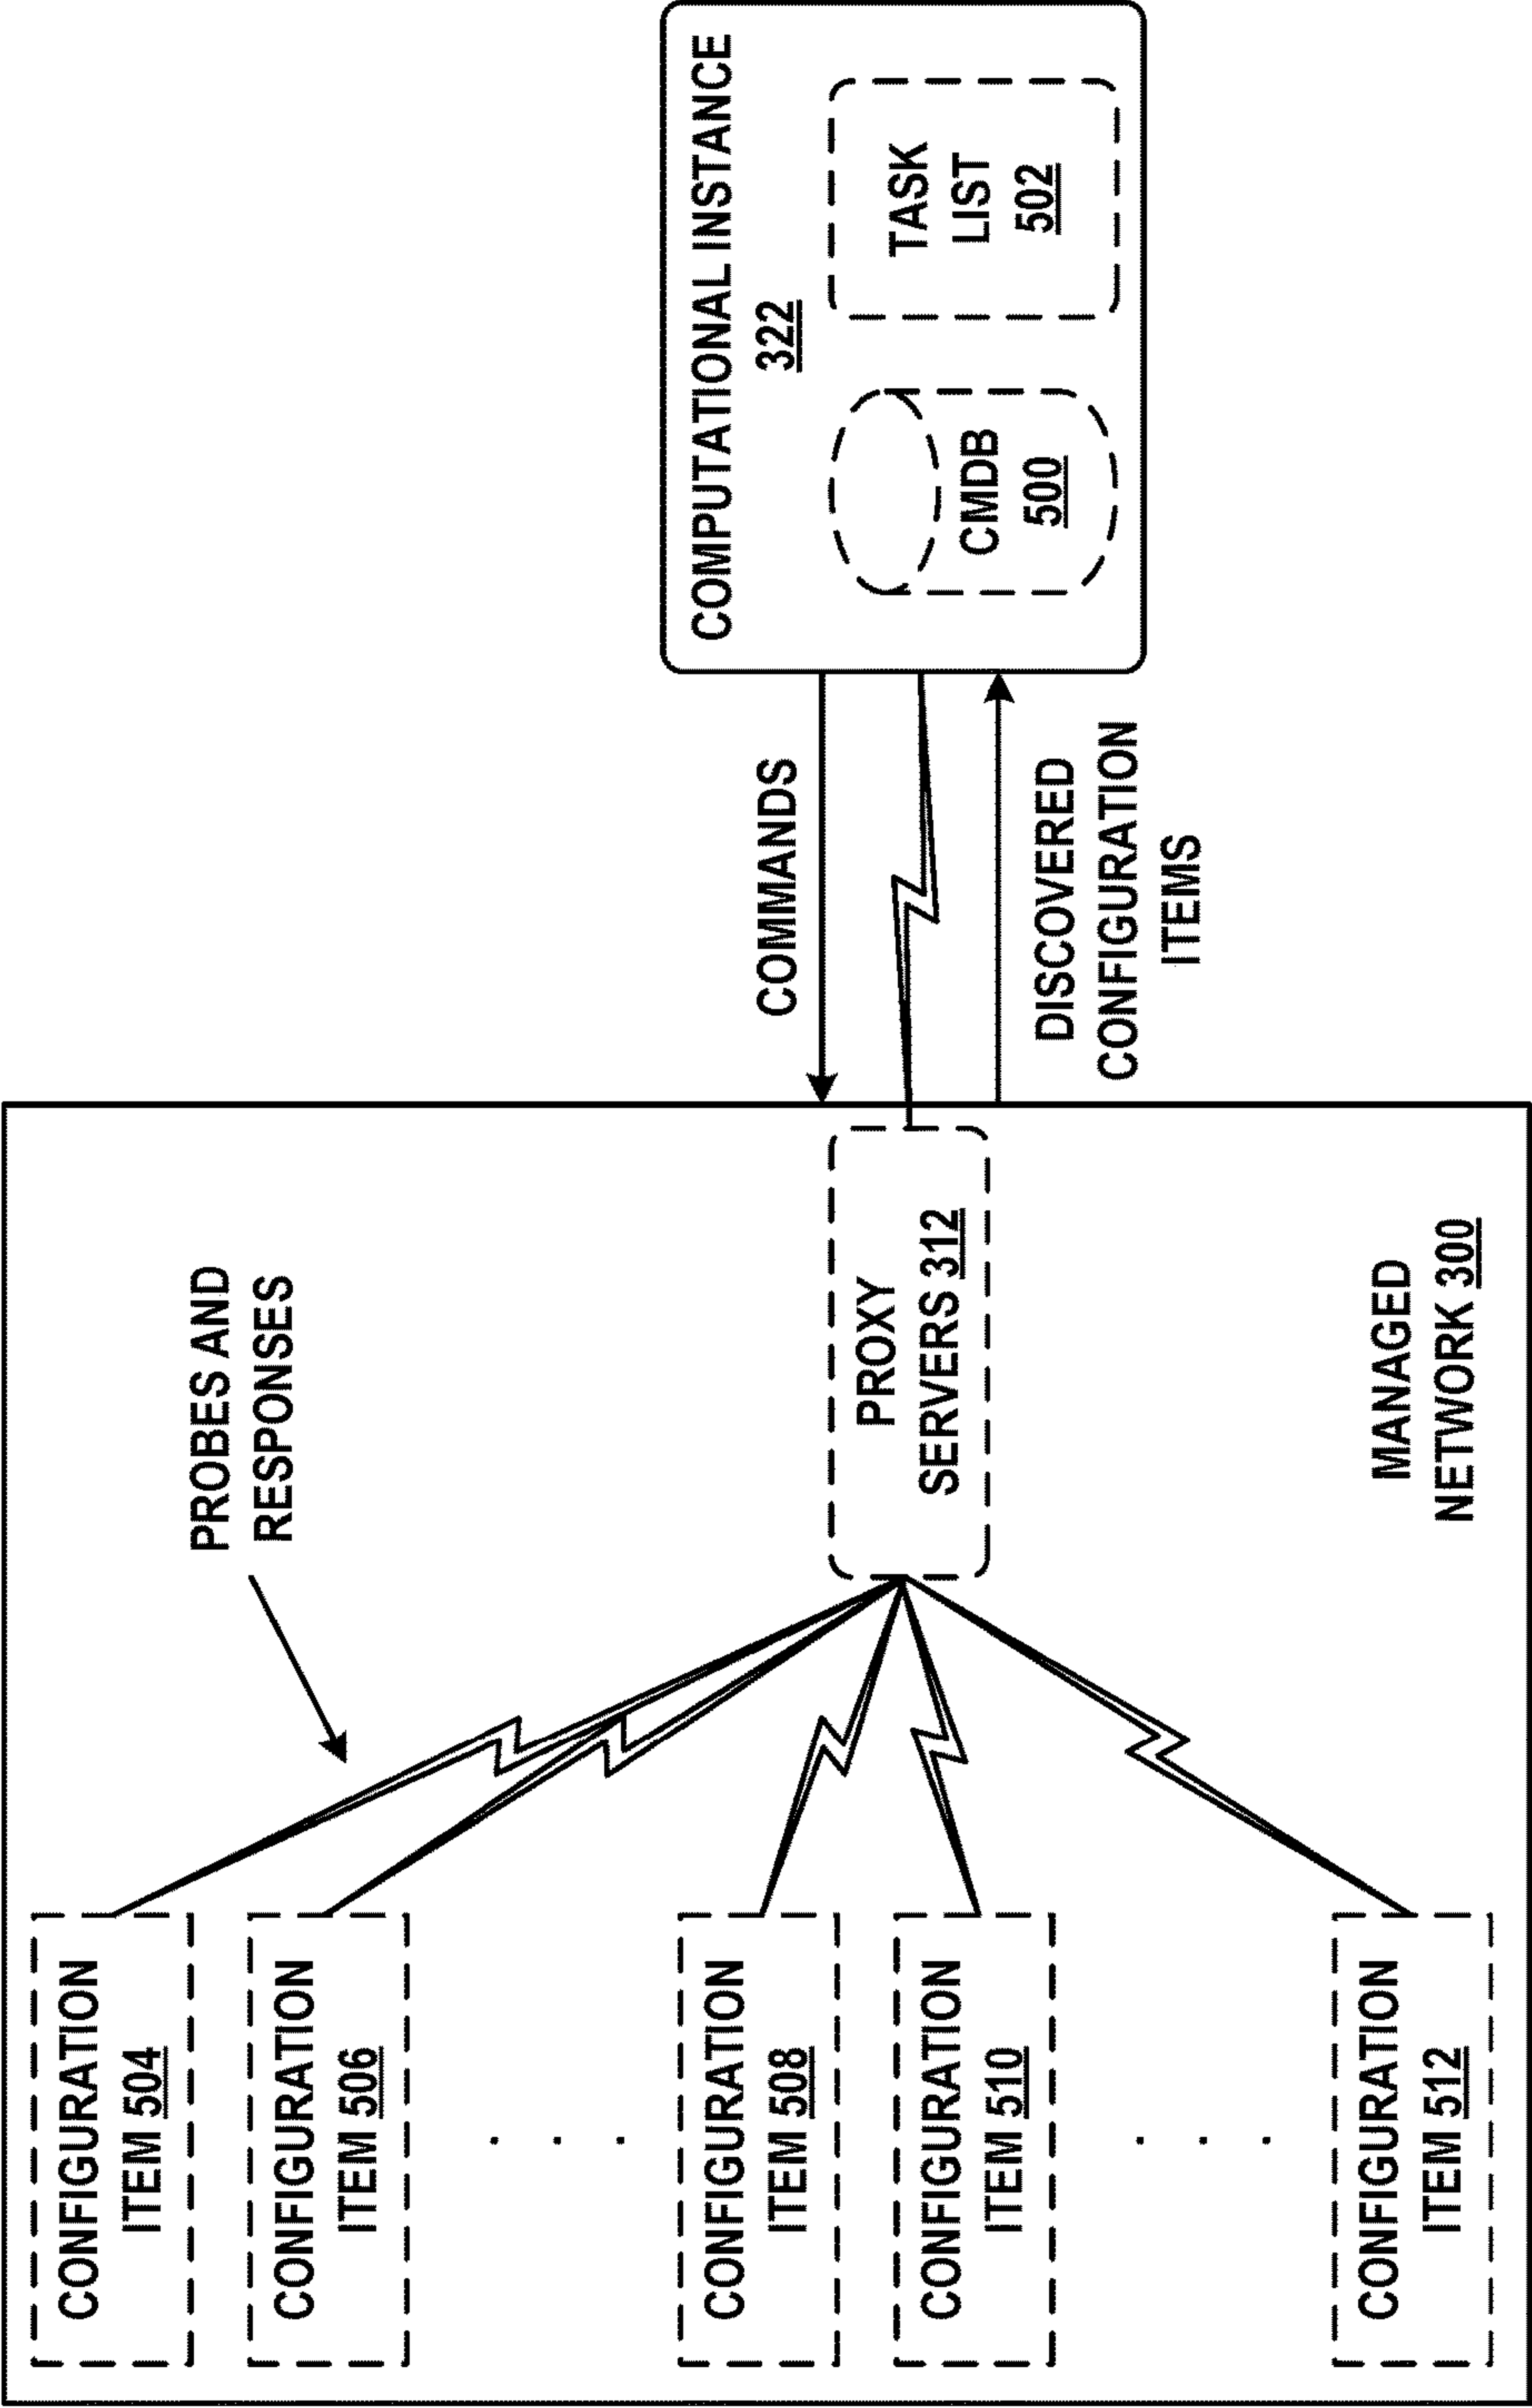 COMPUTATIONAL INSTANCE
322
CMDB
500
TASK
LIST
502
COMMANDS
DISCOVERED
CONFIGURATION
ITEMS
PROBES AND
RESPONSES
PROXY
SERVERS 312
MANAGED
NETWORK 300
CONFIGURATION
ITEM 504
CONFIGURATION
ITEM 506
. . .
CONFIGURATION
ITEM 508
CONFIGURATION
ITEM 510
. . .
CONFIGURATION
ITEM 512